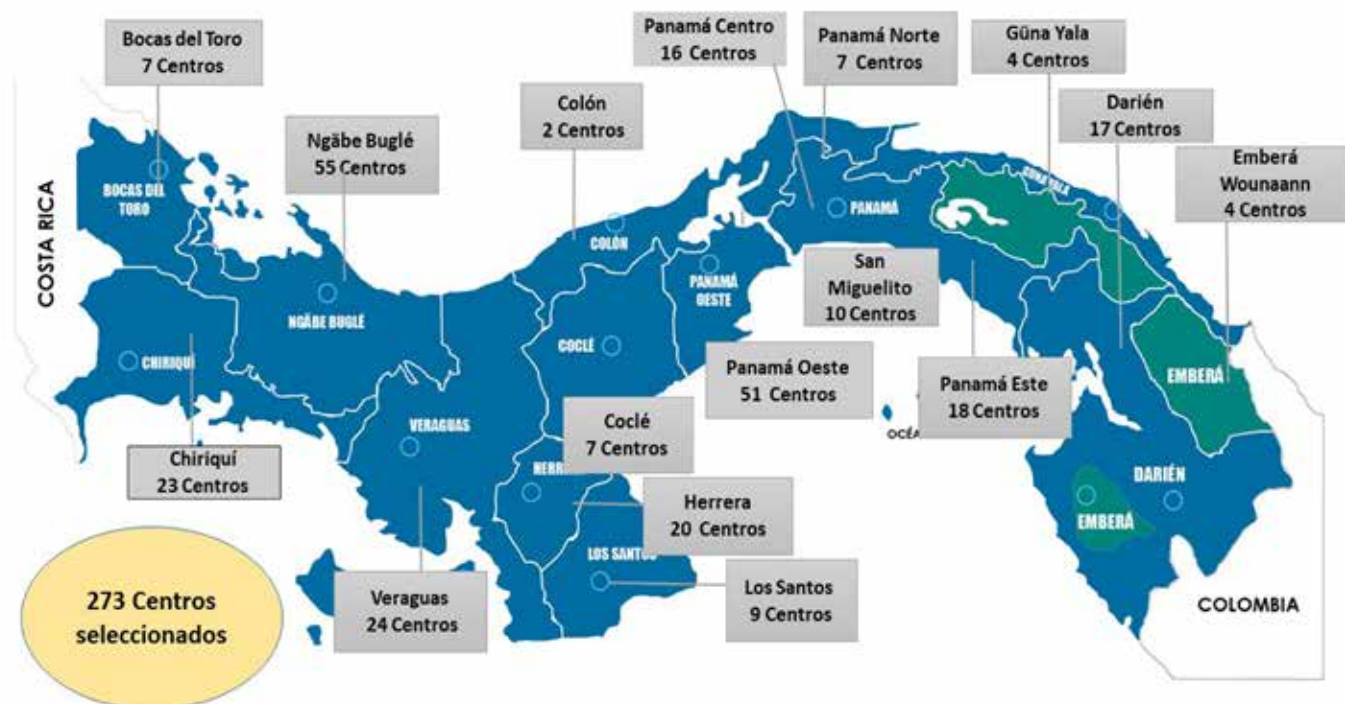 Bocas del Toro
7 Centros
Ngäbe Buglé
55 Centros
Colón
2 Centros
Panamá Centro
16 Centros
Panamá Norte
7 Centros
Güna Yala
4 Centros
Darién
17 Centros
Emberá
Wounaann
4 Centros
COSTA RICA
BOCAS DEL
TORO
NGÄBE BUGLÉ
CHIRIQUÍ
COLÓN
COCLÉ
PANAMÁ
OESTE
PANAMÁ
GUNA YALA
San
Miguelito
10 Centros
Panamá Oeste
51 Centros
Panamá Este
18 Centros
EMBERÁ
VERAGUAS
Coclé
7 Centros
Chiriquí
23 Centros
HERR
Herrera
20 Centros
OCÉA
DARIÉN
EMBERÁ
LOS SANTOS
Los Santos
9 Centros
Veraguas
24 Centros
273 Centros
seleccionados
COLOMBIA